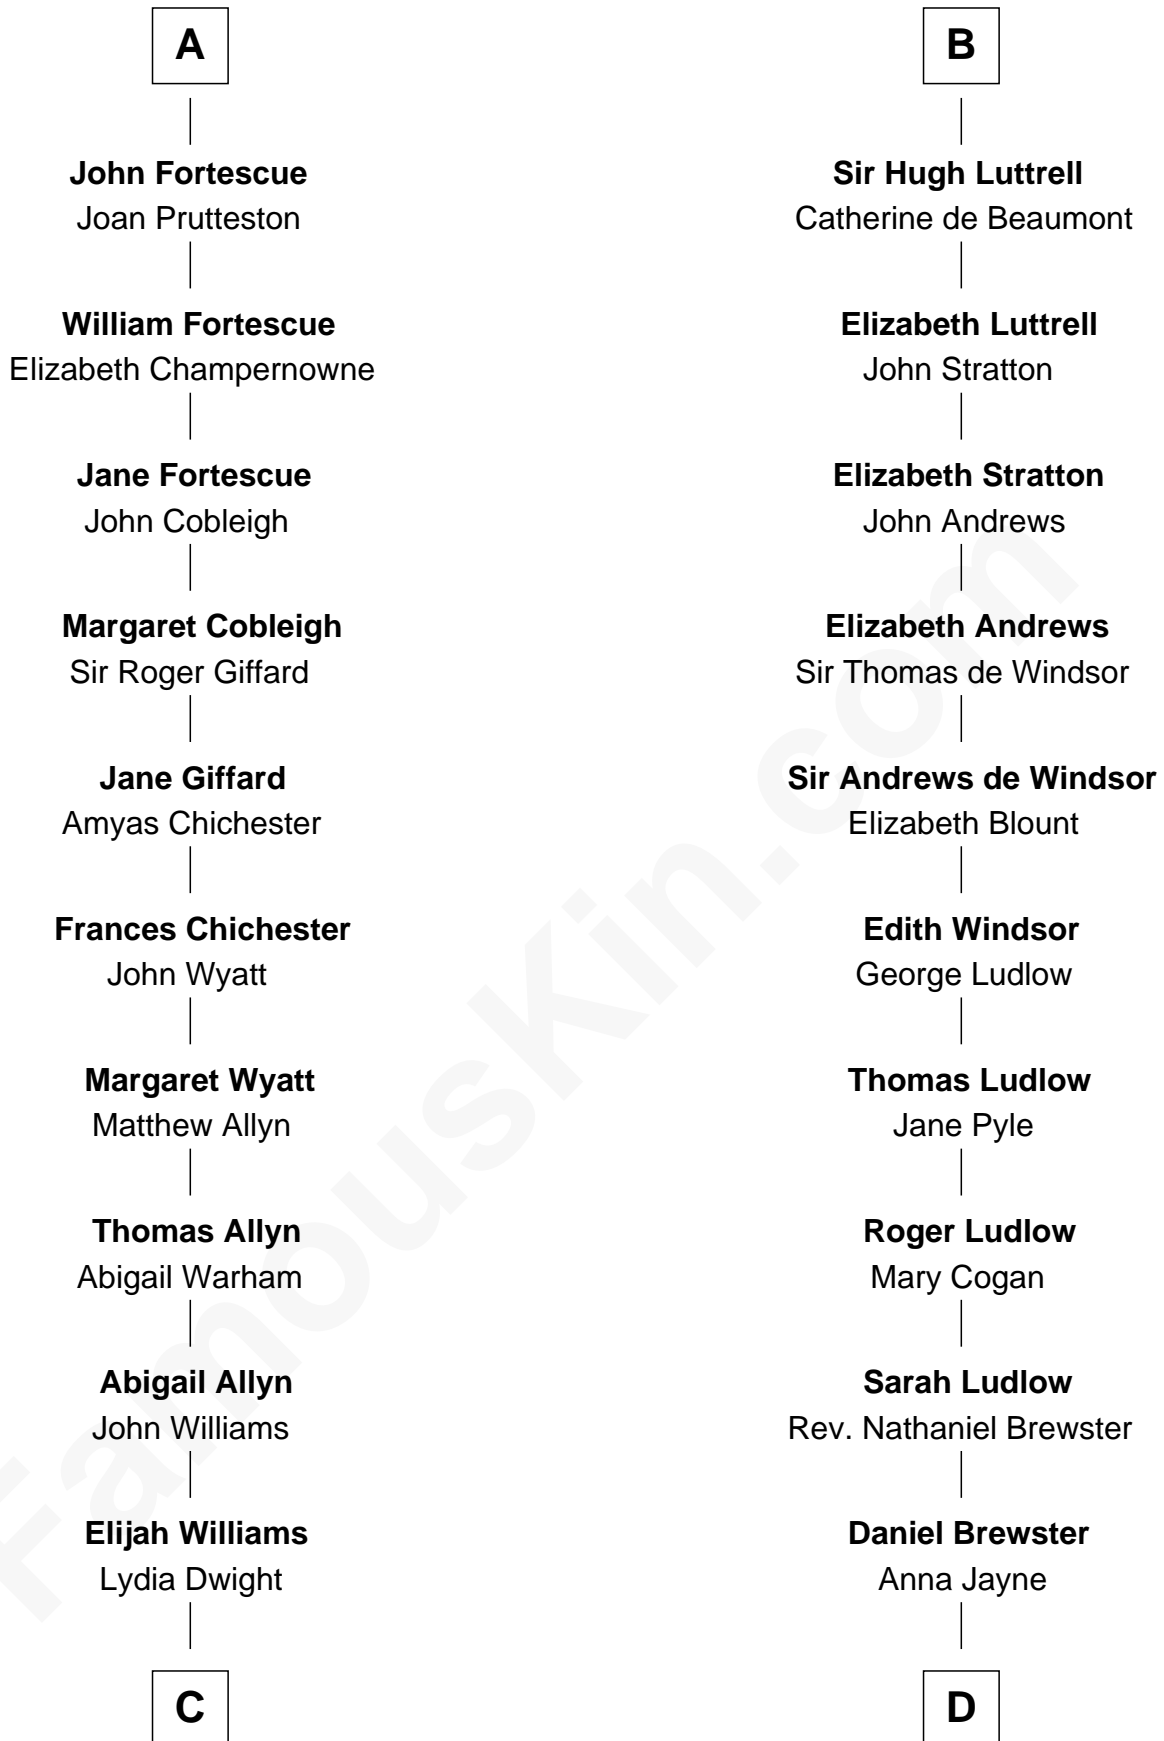 A
John Fortescue
Joan Prutteston
William Fortescue
Elizabeth Champernowne
Jane Fortescue
John Cobleigh
Margaret Cobleigh
Sir Roger Giffard
Jane Giffard
Amyas Chichester
Frances Chichester
John Wyatt
Margaret Wyatt
Matthew Allyn
Thomas Allyn
Abigail Warham
Abigail Allyn
John Williams
Elijah Williams
Lydia Dwight
C
B
Sir Hugh Luttrell
Catherine de Beaumont
Elizabeth Luttrell
John Stratton
Elizabeth Stratton
John Andrews
Elizabeth Andrews
Sir Thomas de Windsor
Sir Andrews de Windsor
Elizabeth Blount
Edith Windsor
George Ludlow
Thomas Ludlow
Jane Pyle
Roger Ludlow
Mary Cogan
Sarah Ludlow
Rev. Nathaniel Brewster
Daniel Brewster
Anna Jayne
D
FamousKin.com